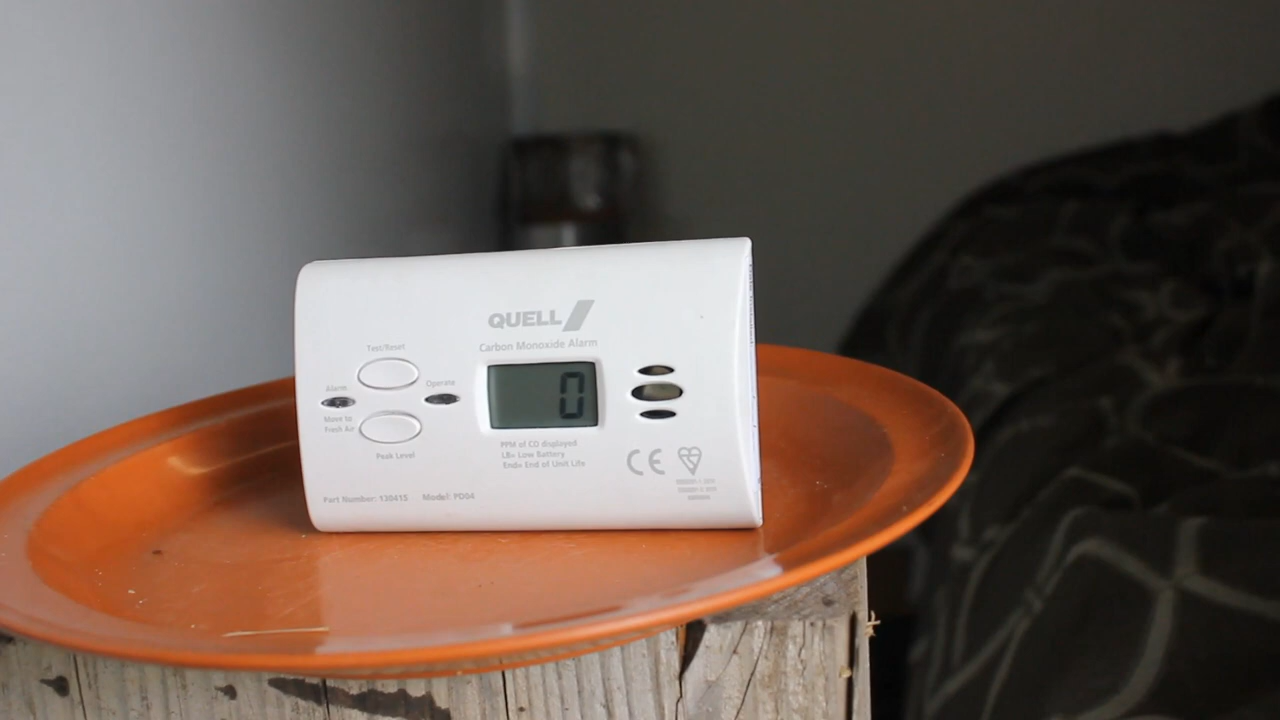 QUELL
Carbon Monoxide Alarm
Test/Reset
Alarm
Operate
0
Move to
Fresh Air
Peak Level
PPM of CO displayed
LB= Low Battery
End= End of Unit Life
CE
Part Number: 130415 Model: PD04